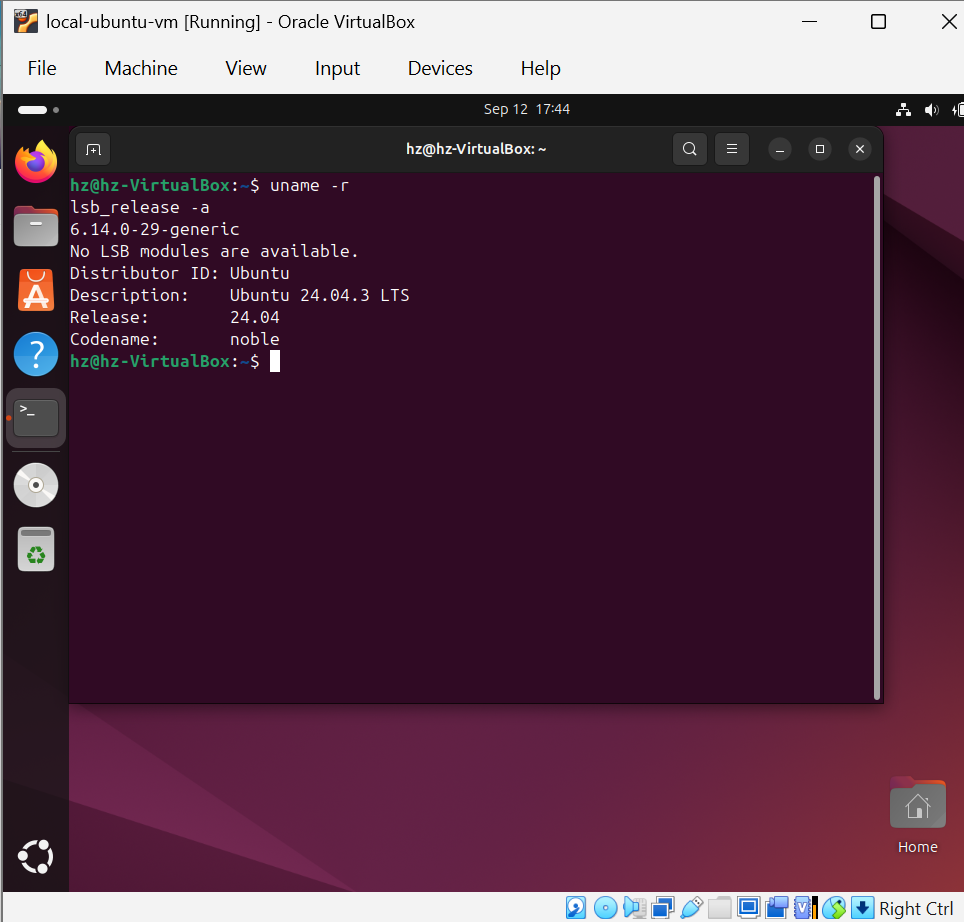 local-ubuntu-vm [Running] - Oracle VirtualBox
File Machine View Input Devices Help
Sep 12 17:44
hz@hz-VirtualBox: ~
hz@hz-VirtualBox:~$ uname -r
lsb_release -a
6.14.0-29-generic
No LSB modules are available.
Distributor ID: Ubuntu
Description:    Ubuntu 24.04.3 LTS
Release:        24.04
Codename:       noble
hz@hz-VirtualBox:~$
Home
Right Ctrl